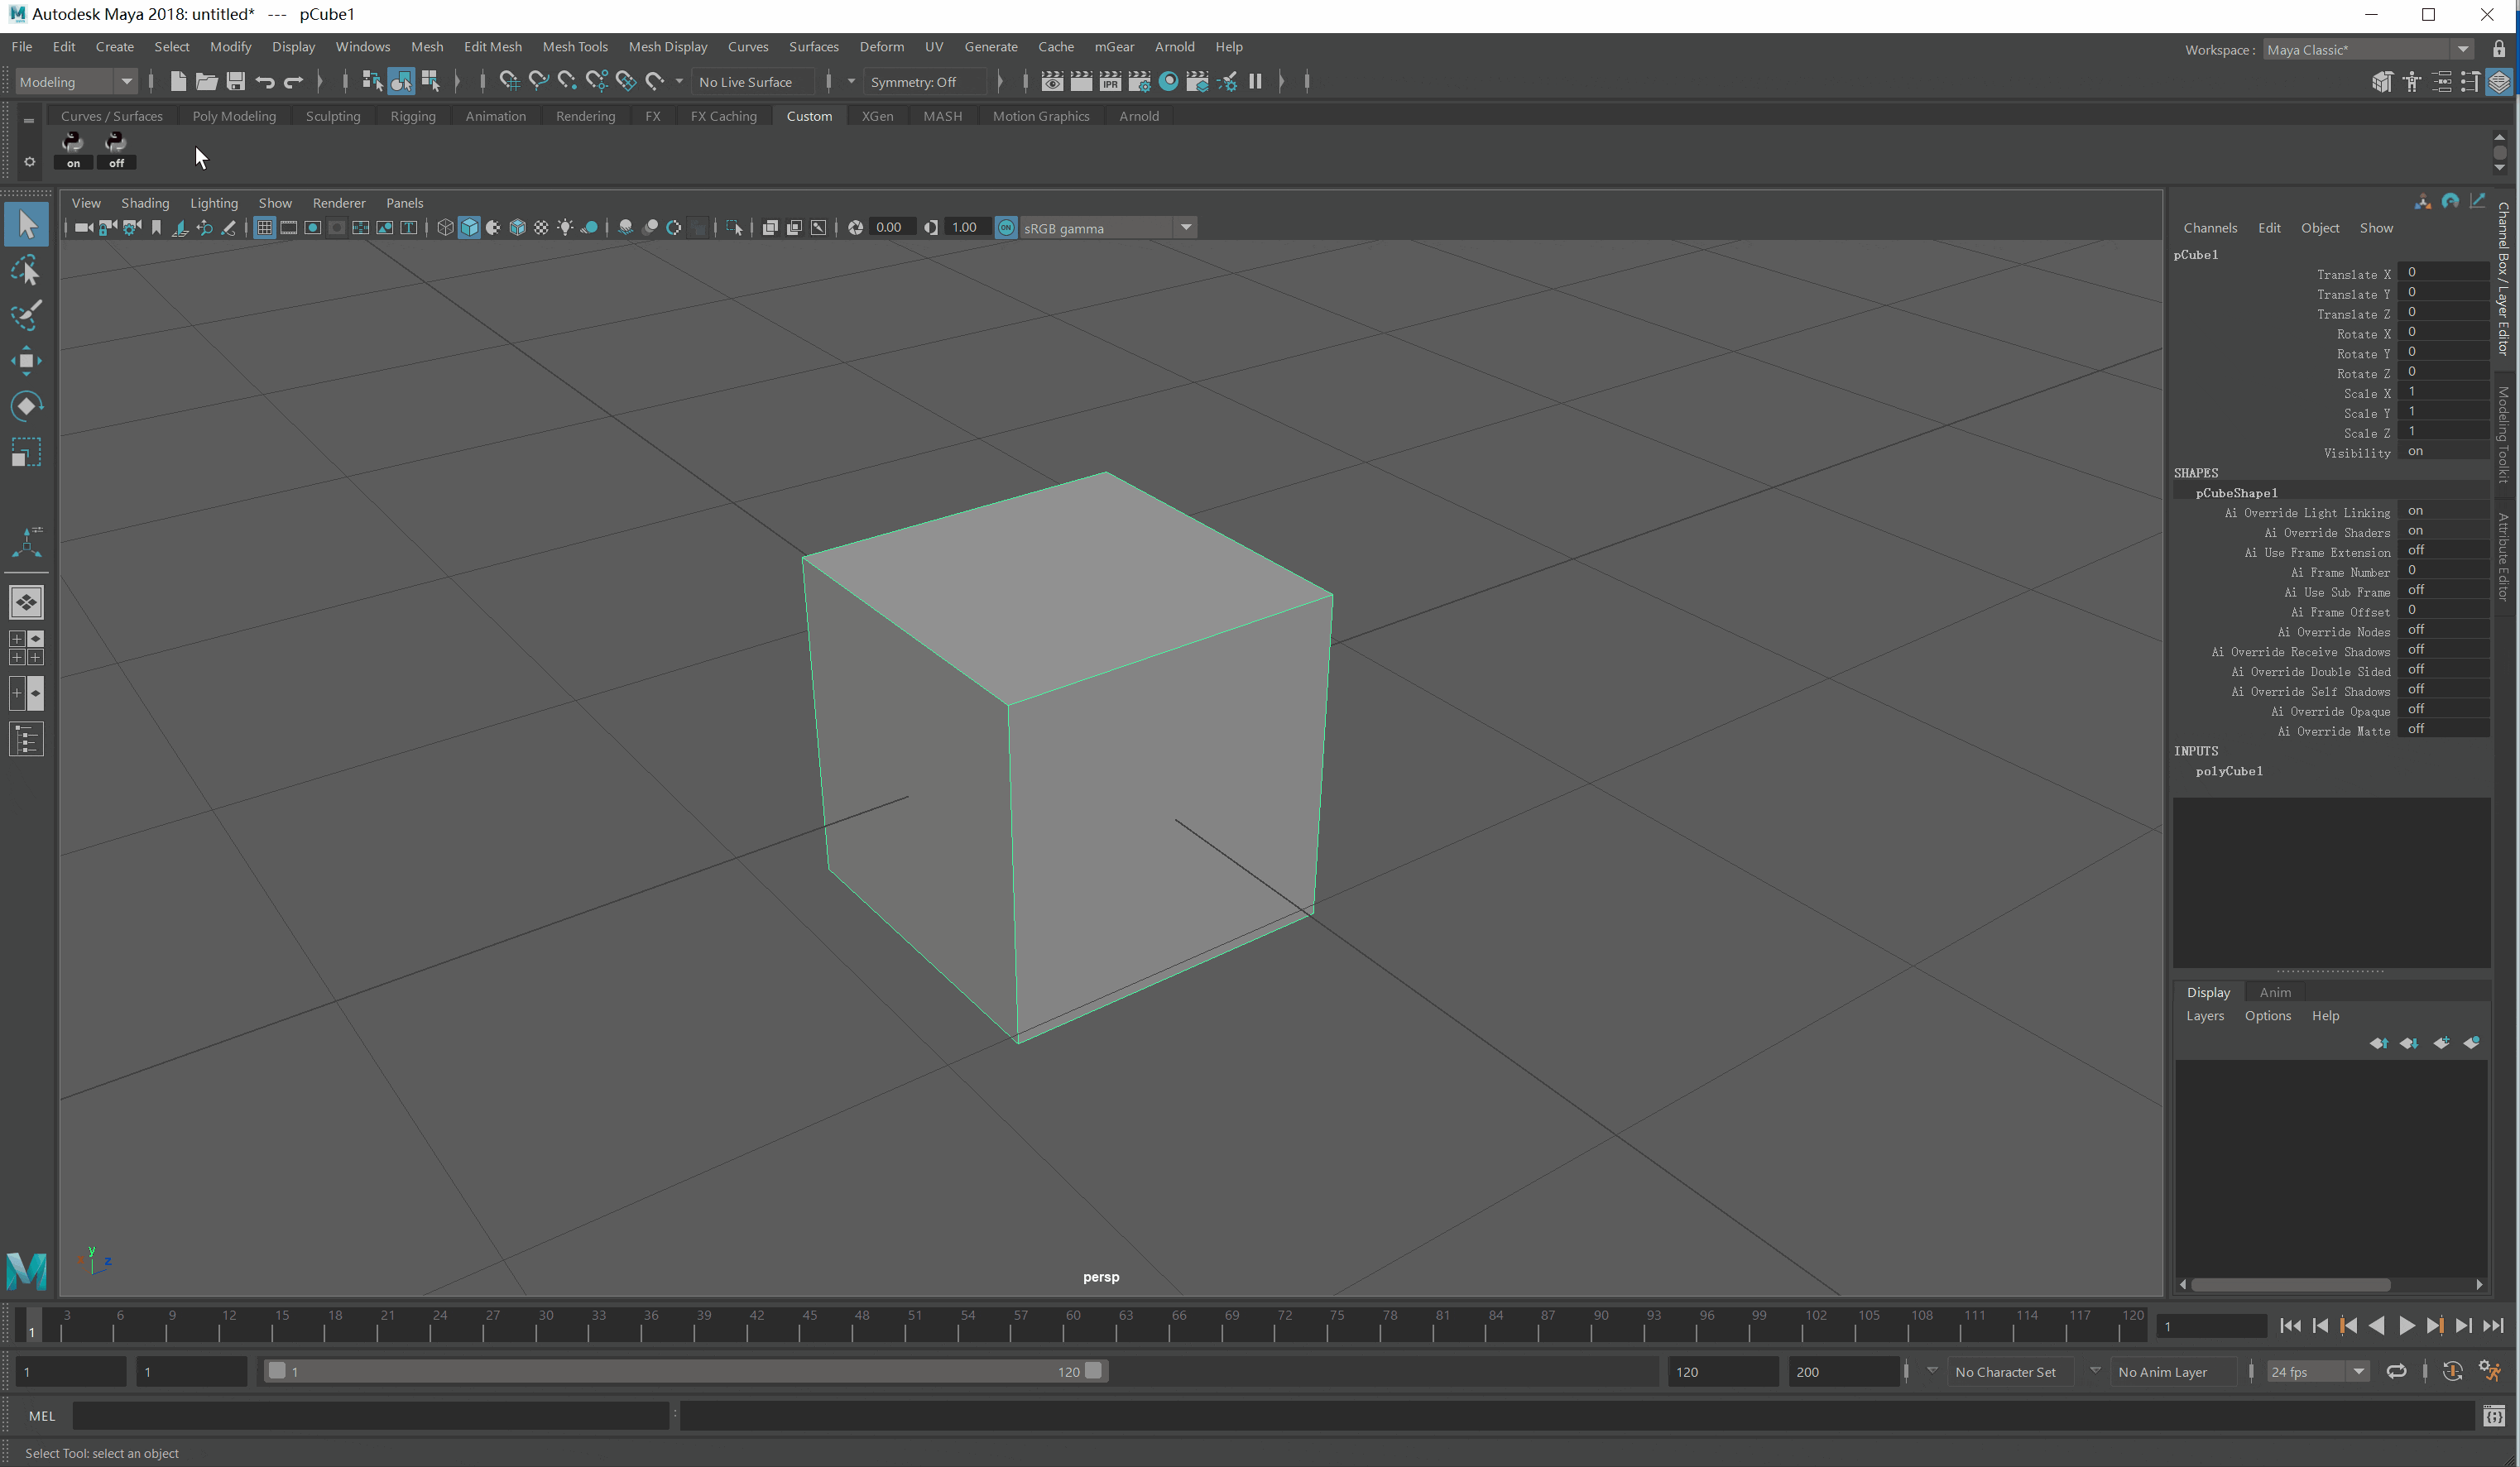 Autodesk Maya 2018: untitled* --- pCube1
File Edit Create Select Modify Display Windows Mesh Edit Mesh Mesh Tools Mesh Display Curves Surfaces Deform UV Generate Cache mGear Arnold Help
Workspace : Maya Classic*
Modeling
No Live Surface
Symmetry: Off
IPR
Curves / Surfaces Poly Modeling Sculpting Rigging Animation Rendering FX FX Caching Custom XGen MASH Motion Graphics Arnold
on off
View Shading Lighting Show Renderer Panels
0.00 1.00 ON sRGB gamma
Channels Edit Object Show
pCube1
Translate X 0
Translate Y 0
Translate Z 0
Rotate X 0
Rotate Y 0
Rotate Z 0
Scale X 1
Scale Y 1
Scale Z 1
Visibility on
SHAPES
pCubeShape1
Ai Override Light Linking on
Ai Override Shaders on
Ai Use Frame Extension off
Ai Frame Number 0
Ai Use Sub Frame off
Ai Frame Offset 0
Ai Override Nodes off
Ai Override Receive Shadows off
Ai Override Double Sided off
Ai Override Self Shadows off
Ai Override Opaque off
Ai Override Matte off
INPUTS
polyCube1
Channel Box / Layer Editor
Modeling Toolkit
Attribute Editor
Display Anim
Layers Options Help
y
z
persp
1 3 6 9 12 15 18 21 24 27 30 33 36 39 42 45 48 51 54 57 60 63 66 69 72 75 78 81 84 87 90 93 96 99 102 105 108 111 114 117 120 1
1 1 1 120 120 200 No Character Set No Anim Layer 24 fps
MEL :
Select Tool: select an object